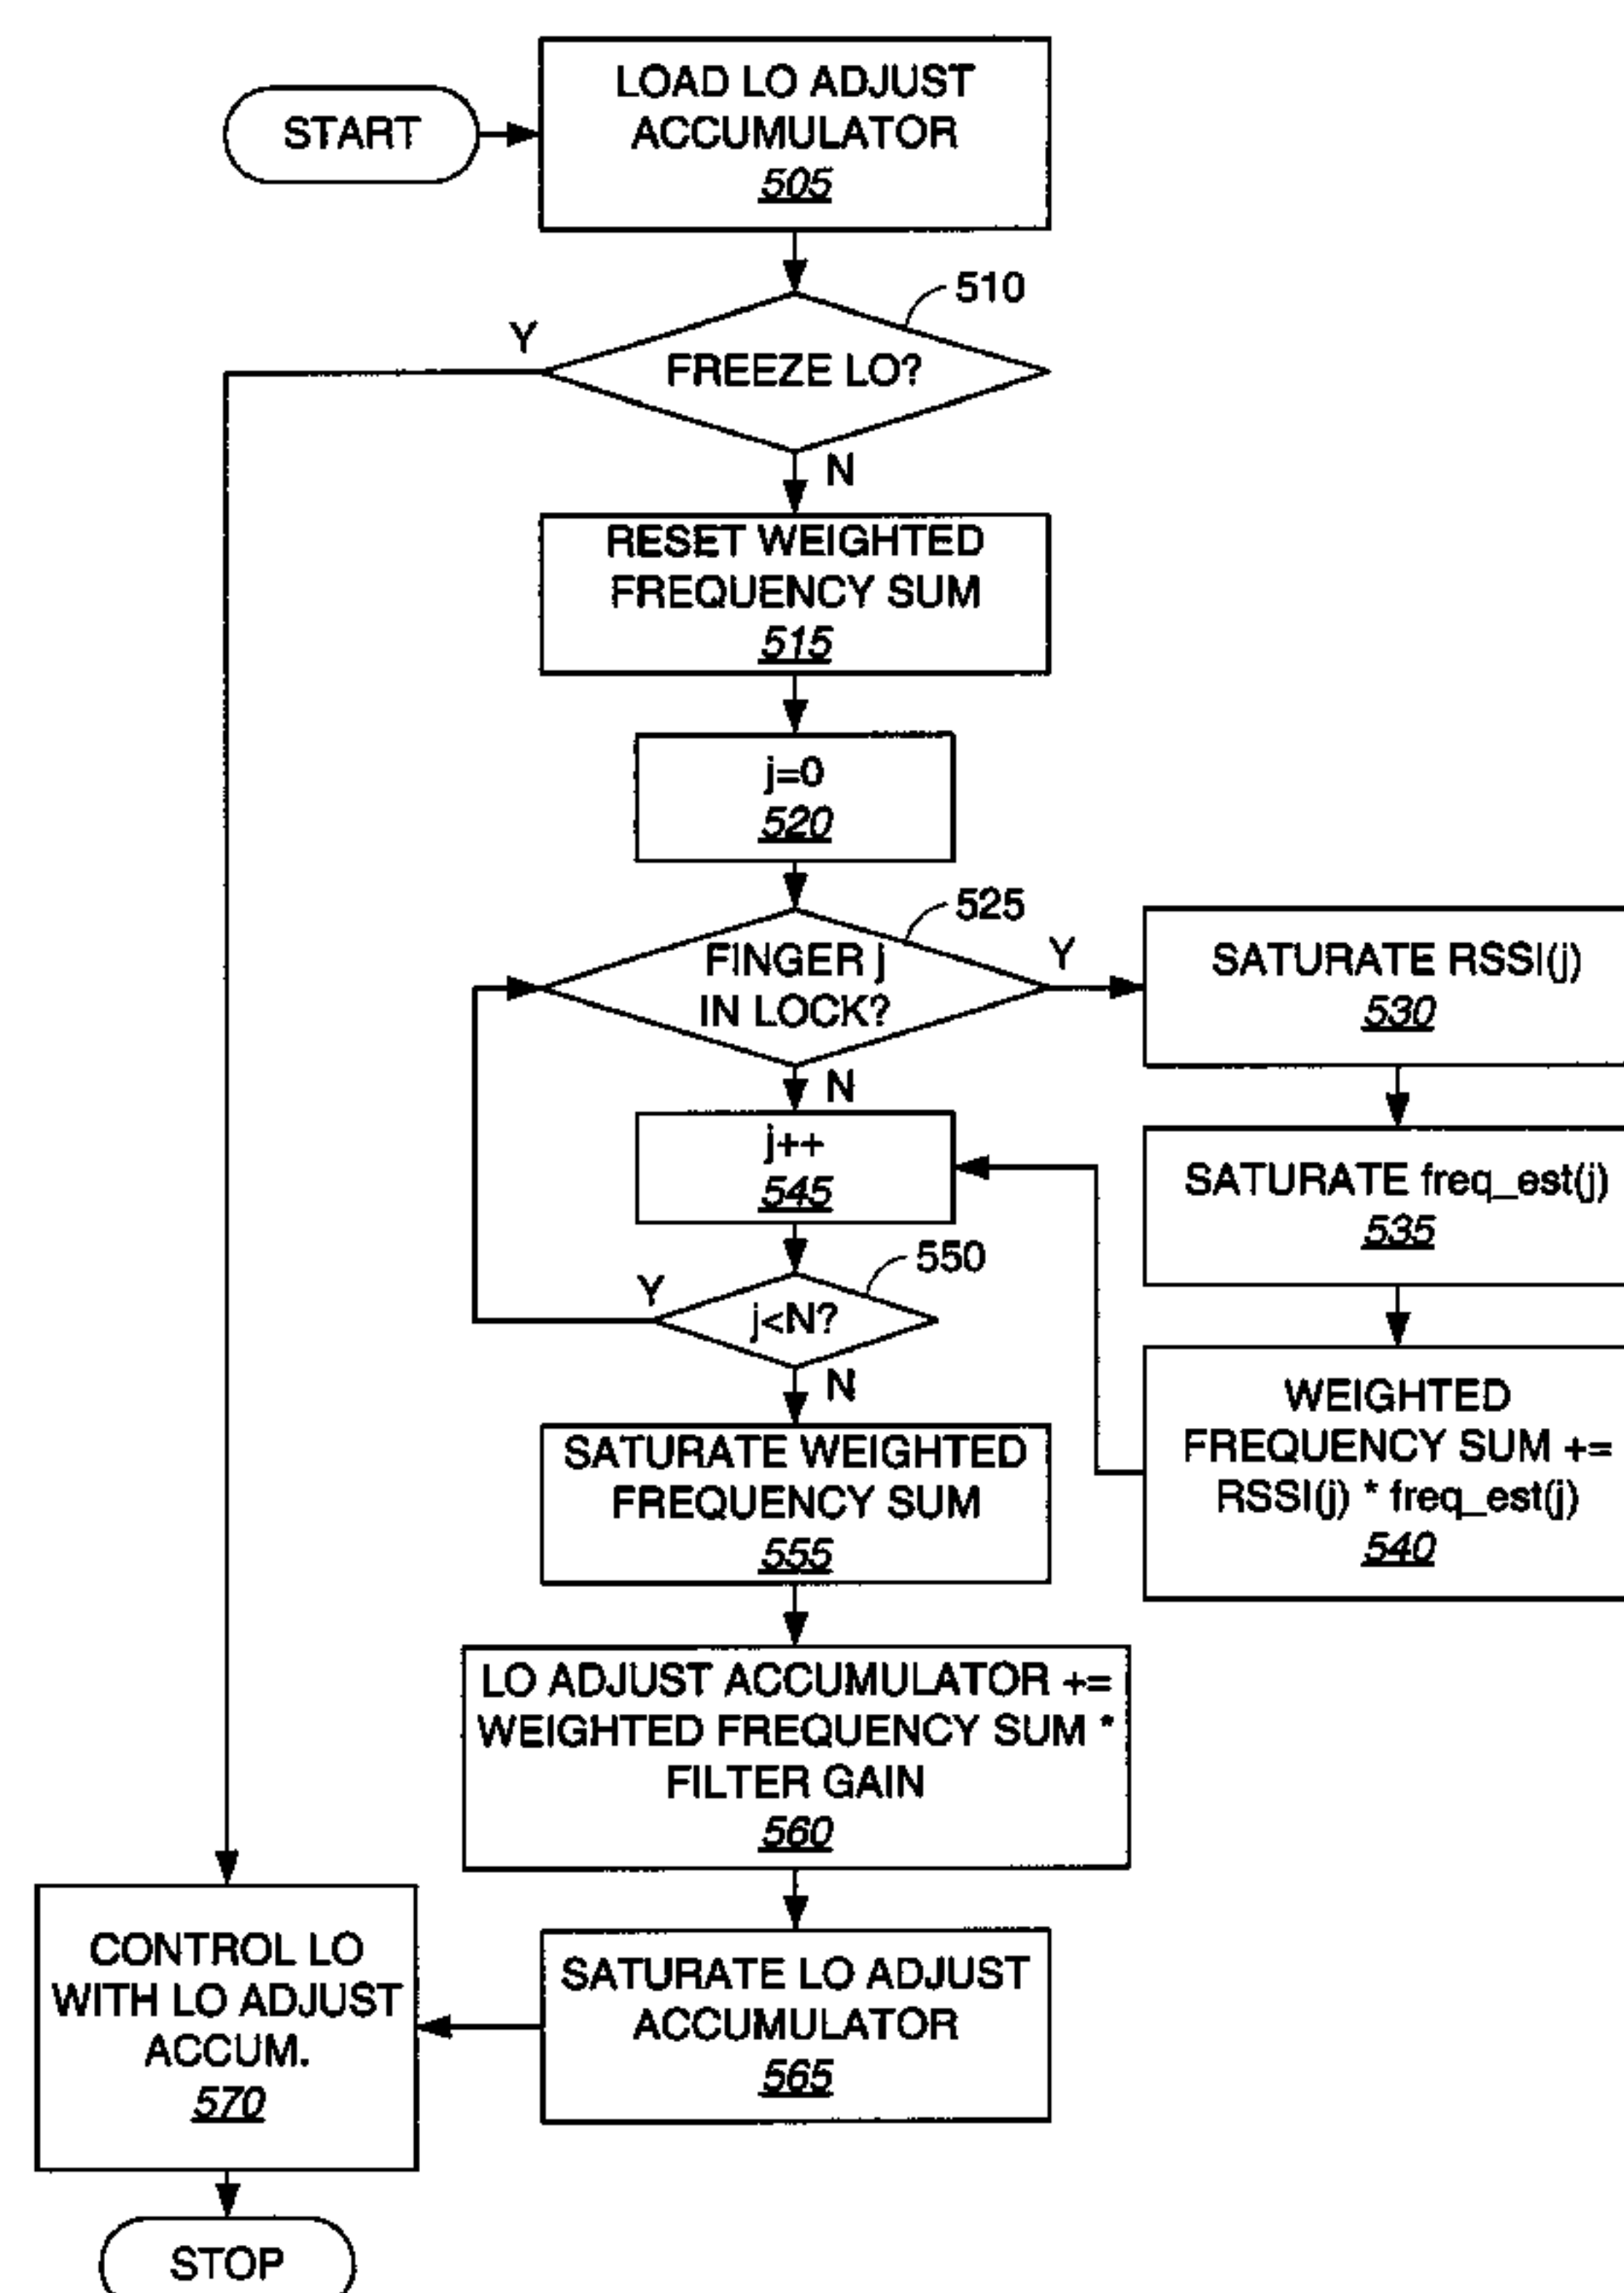 START
LOAD LO ADJUST
ACCUMULATOR
505
510
FREEZE LO?
Y
N
RESET WEIGHTED
FREQUENCY SUM
515
j=0
520
525
FINGER j
IN LOCK?
Y
N
SATURATE RSSI(j)
530
SATURATE freq_est(j)
535
WEIGHTED
FREQUENCY SUM +=
RSSI(j) * freq_est(j)
540
j++
545
550
j<N?
Y
N
SATURATE WEIGHTED
FREQUENCY SUM
555
LO ADJUST ACCUMULATOR +=
WEIGHTED FREQUENCY SUM *
FILTER GAIN
560
SATURATE LO ADJUST
ACCUMULATOR
565
CONTROL LO
WITH LO ADJUST
ACCUM.
570
STOP